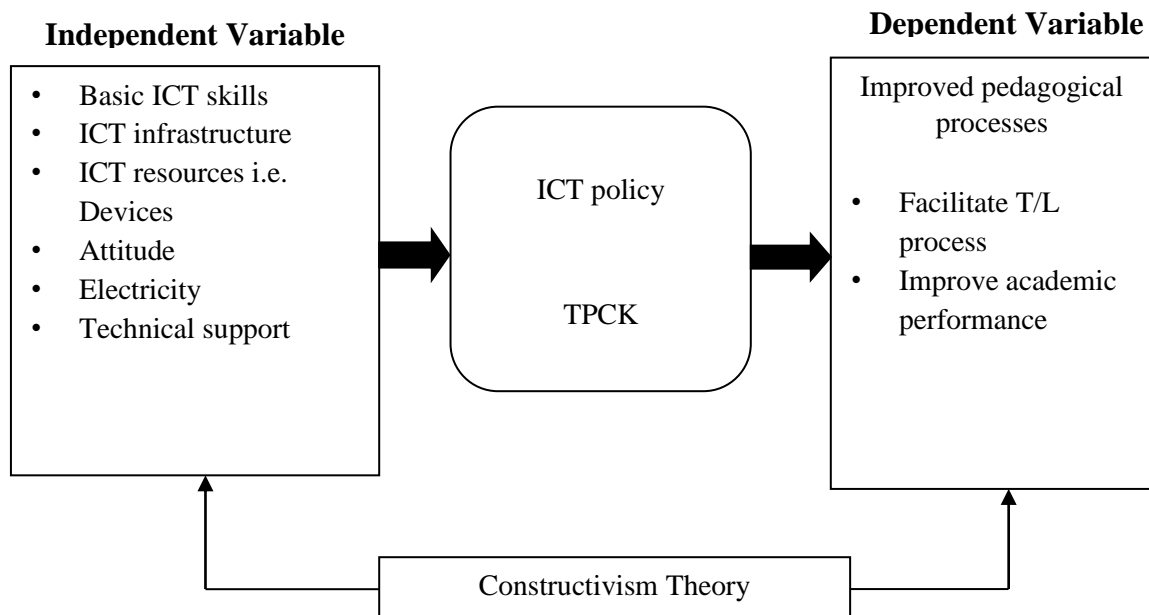 Independent Variable
• Basic ICT skills
• ICT infrastructure
• ICT resources i.e.
Devices
• Attitude
• Electricity
• Technical support
ICT policy
TPCK
Dependent Variable
Improved pedagogical
processes
• Facilitate T/L
process
• Improve academic
performance
Constructivism Theory